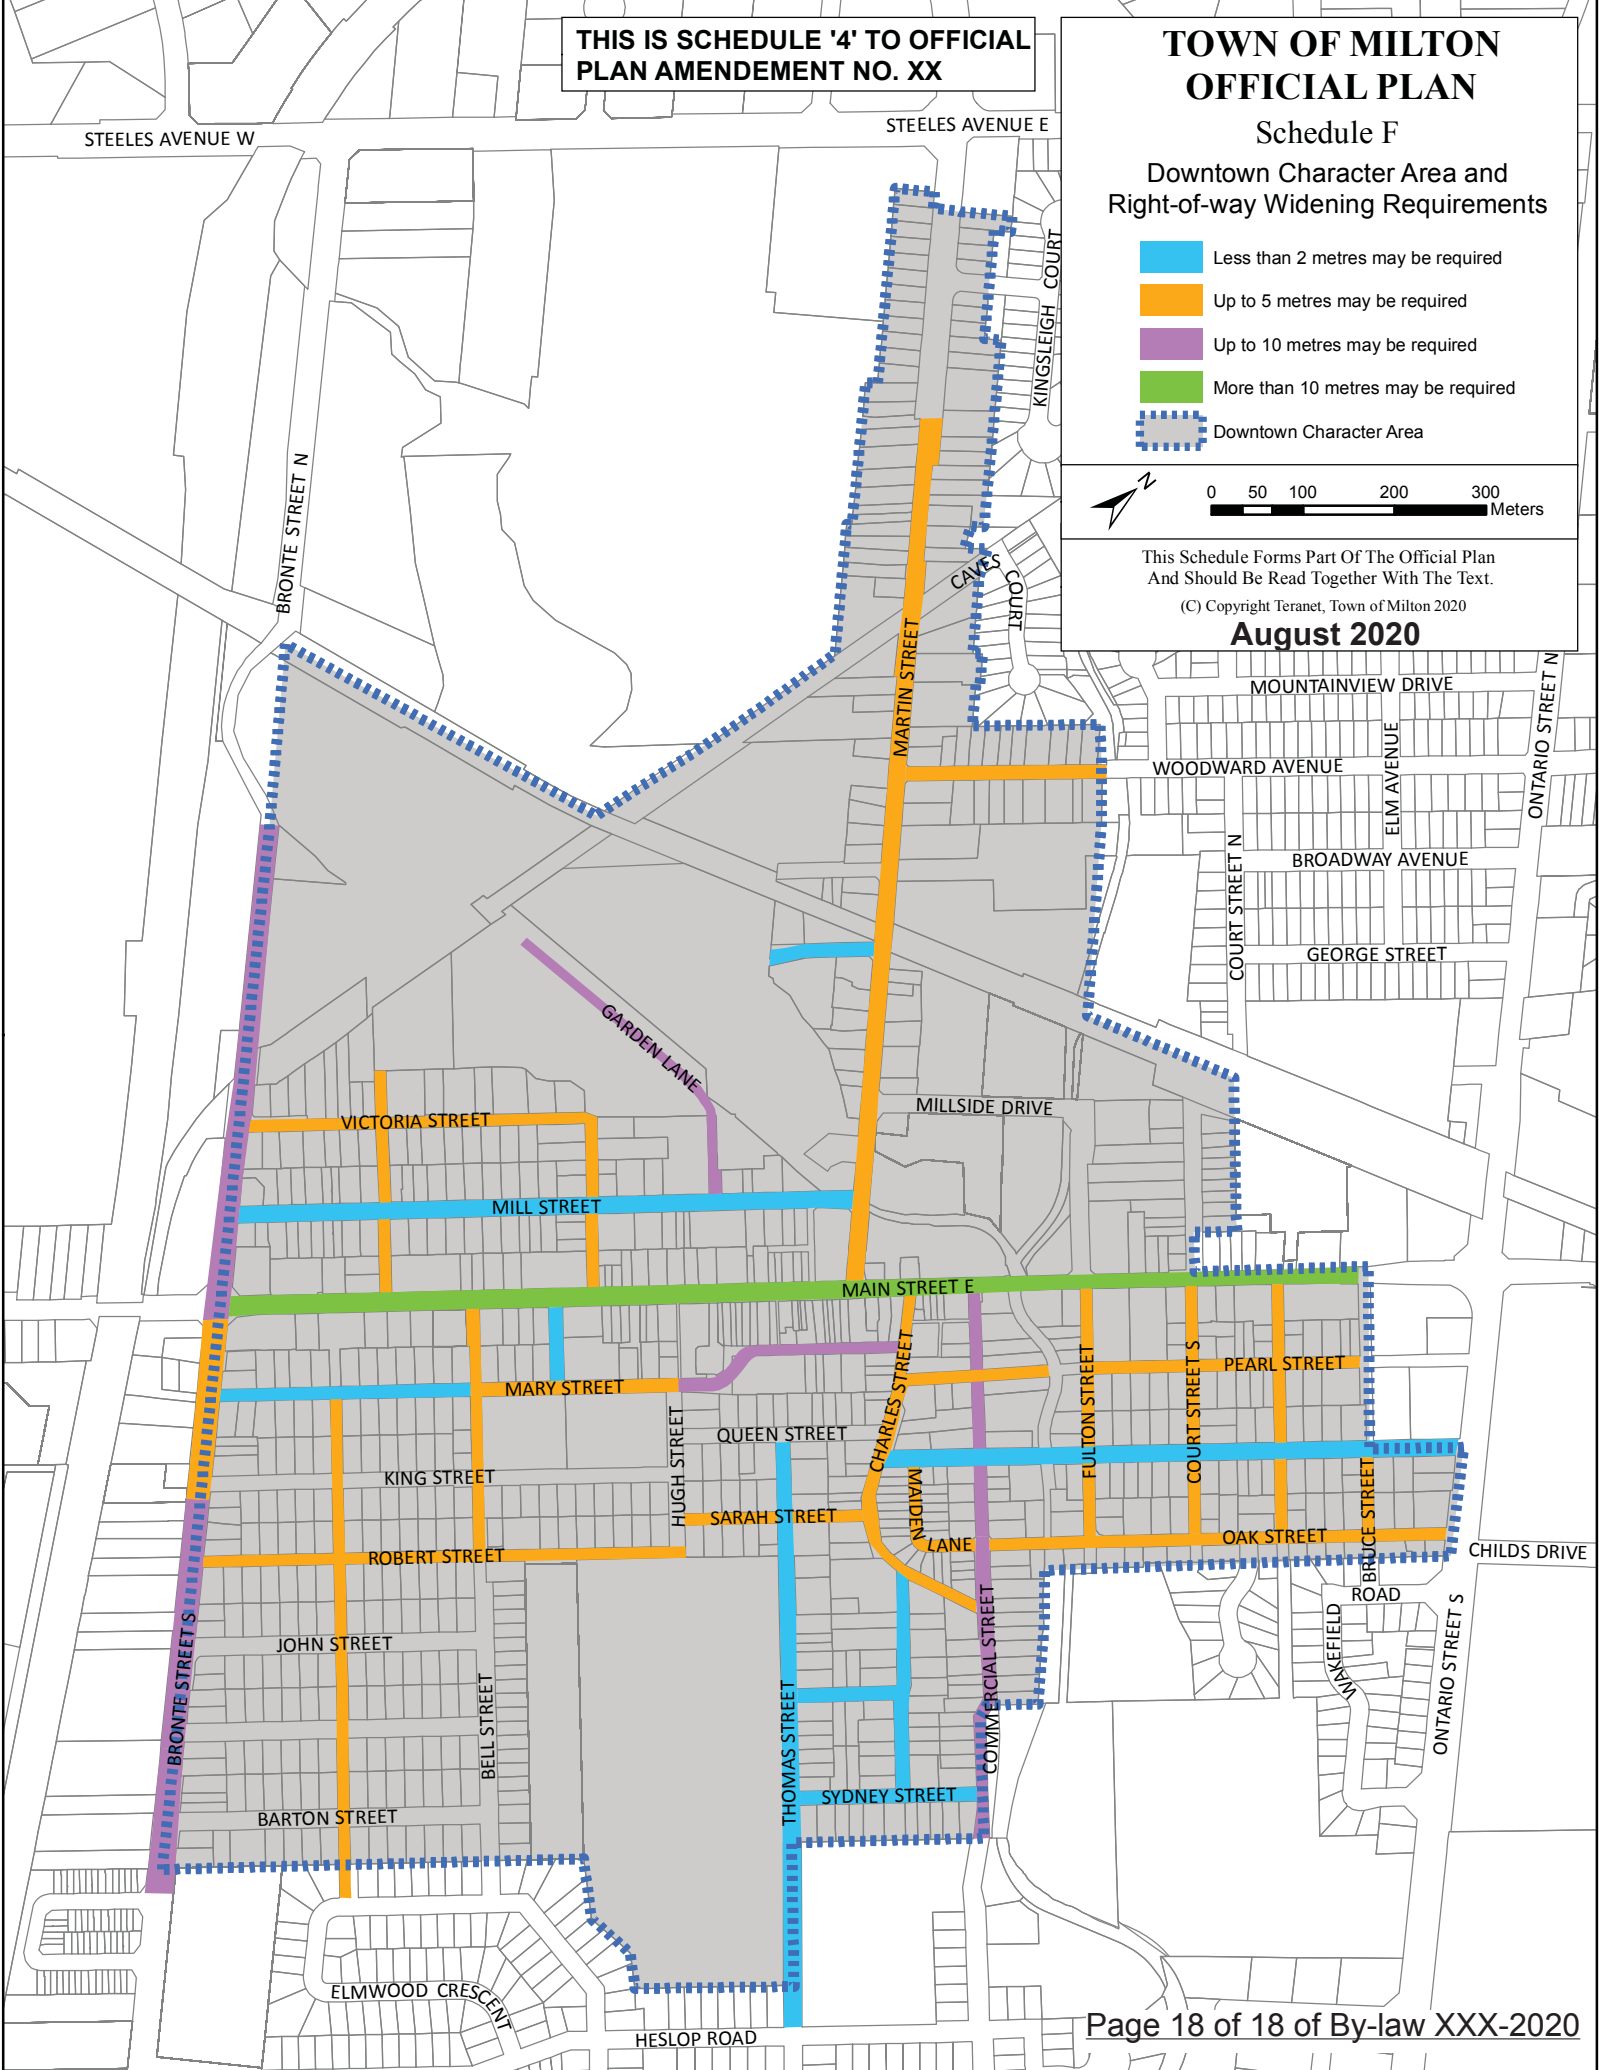 THIS IS SCHEDULE '4' TO OFFICIAL
PLAN AMENDEMENT NO. XX
TOWN OF MILTON
OFFICIAL PLAN
Schedule F
Downtown Character Area and
Right-of-way Widening Requirements
Less than 2 metres may be required
Up to 5 metres may be required
Up to 10 metres may be required
More than 10 metres may be required
Downtown Character Area
N
0 50 100 200 300
Meters
This Schedule Forms Part Of The Official Plan
And Should Be Read Together With The Text.
(C) Copyright Teranet, Town of Milton 2020
August 2020
STEELES AVENUE W
STEELES AVENUE E
KINGSLEIGH COURT
BRONTE STREET N
CAVES COURT
MARTIN STREET
MOUNTAINVIEW DRIVE
ONTARIO STREET N
WOODWARD AVENUE
ELM AVENUE
BROADWAY AVENUE
COURT STREET N
GEORGE STREET
GARDEN LANE
MILLSIDE DRIVE
VICTORIA STREET
MILL STREET
MAIN STREET E
CHARLES STREET
FULTON STREET
COURT STREET S
PEARL STREET
MARY STREET
HUGH STREET
QUEEN STREET
KING STREET
MAIDEN LANE
SARAH STREET
BRUCE STREET
OAK STREET
ROBERT STREET
CHILDS DRIVE
WAKEFIELD ROAD
BRONTE STREET S
JOHN STREET
BELL STREET
THOMAS STREET
COMMERCIAL STREET
ONTARIO STREET S
SYDNEY STREET
BARTON STREET
ELMWOOD CRESCENT
HESLOP ROAD
Page 18 of 18 of By-law XXX-2020